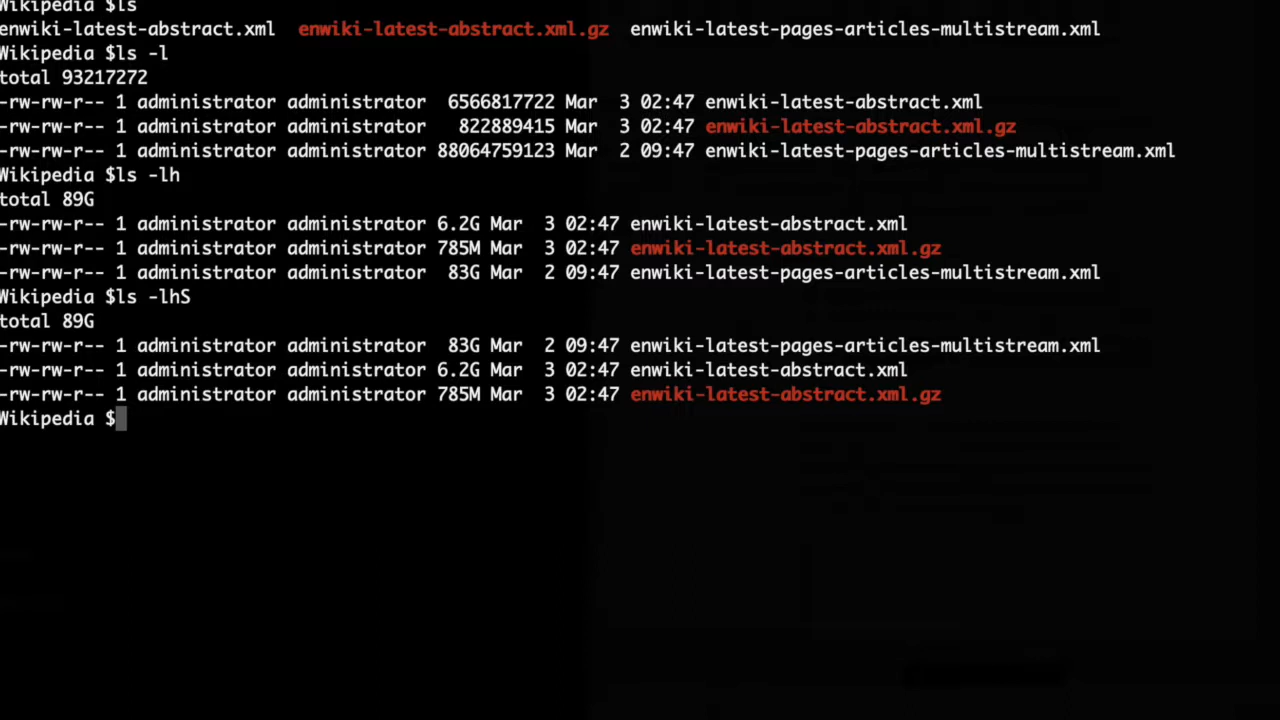 Wikipedia $ls
enwiki-latest-abstract.xml  enwiki-latest-abstract.xml.gz  enwiki-latest-pages-articles-multistream.xml
Wikipedia $ls -l
total 93217272
-rw-rw-r-- 1 administrator administrator  6566817722 Mar  3 02:47 enwiki-latest-abstract.xml
-rw-rw-r-- 1 administrator administrator   822889415 Mar  3 02:47 enwiki-latest-abstract.xml.gz
-rw-rw-r-- 1 administrator administrator 88064759123 Mar  2 09:47 enwiki-latest-pages-articles-multistream.xml
Wikipedia $ls -lh
total 89G
-rw-rw-r-- 1 administrator administrator 6.2G Mar  3 02:47 enwiki-latest-abstract.xml
-rw-rw-r-- 1 administrator administrator 785M Mar  3 02:47 enwiki-latest-abstract.xml.gz
-rw-rw-r-- 1 administrator administrator  83G Mar  2 09:47 enwiki-latest-pages-articles-multistream.xml
Wikipedia $ls -lhS
total 89G
-rw-rw-r-- 1 administrator administrator  83G Mar  2 09:47 enwiki-latest-pages-articles-multistream.xml
-rw-rw-r-- 1 administrator administrator 6.2G Mar  3 02:47 enwiki-latest-abstract.xml
-rw-rw-r-- 1 administrator administrator 785M Mar  3 02:47 enwiki-latest-abstract.xml.gz
Wikipedia $